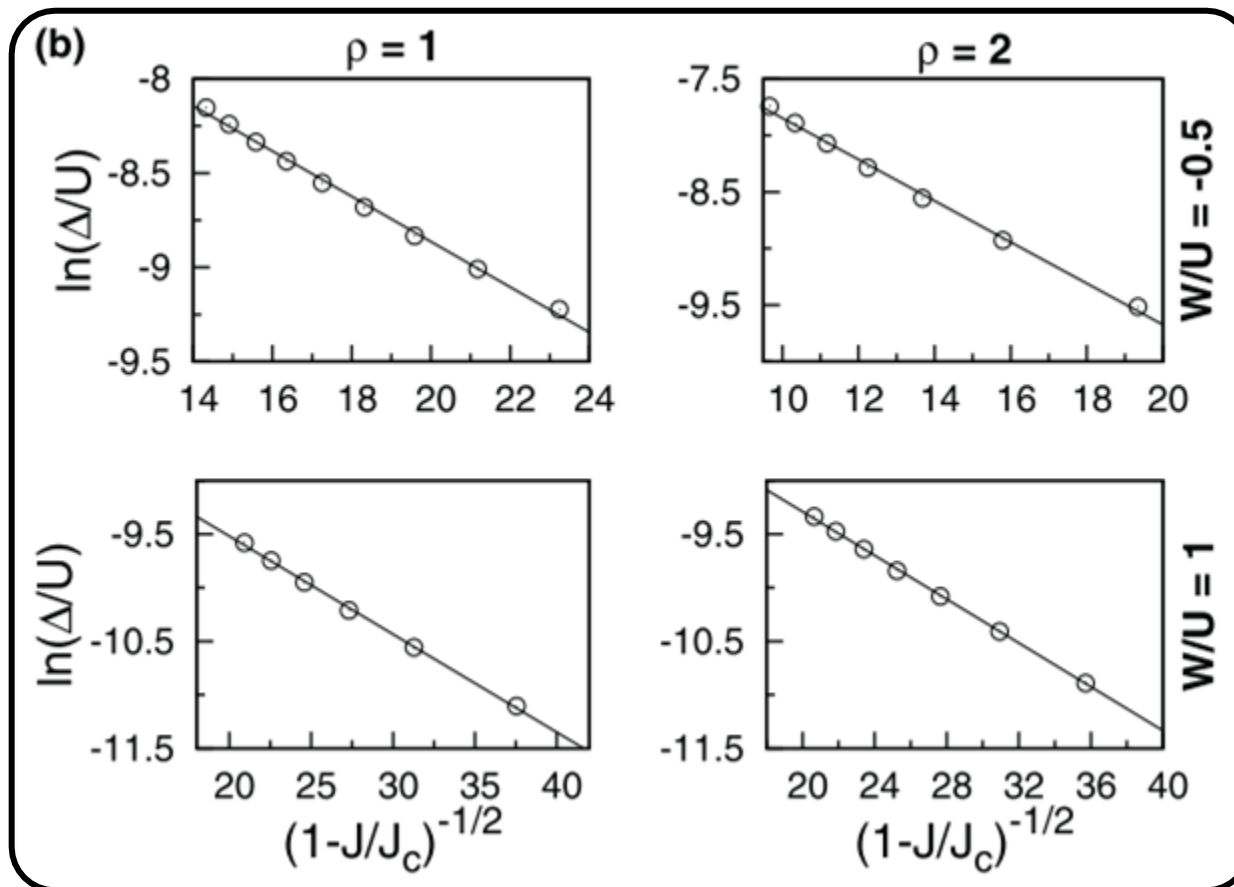 (b)
ρ = 1
ρ = 2
-8
-8.5
-9
-9.5
ln(Δ/U)
14 16 18 20 22 24
-7.5
-8.5
-9.5
10 12 14 16 18 20
W/U = -0.5
-9.5
-10.5
-11.5
ln(Δ/U)
20 25 30 35 40
(1-J/J_c)^{-1/2}
-9.5
-10.5
-11.5
20 24 28 32 36 40
(1-J/J_c)^{-1/2}
W/U = 1